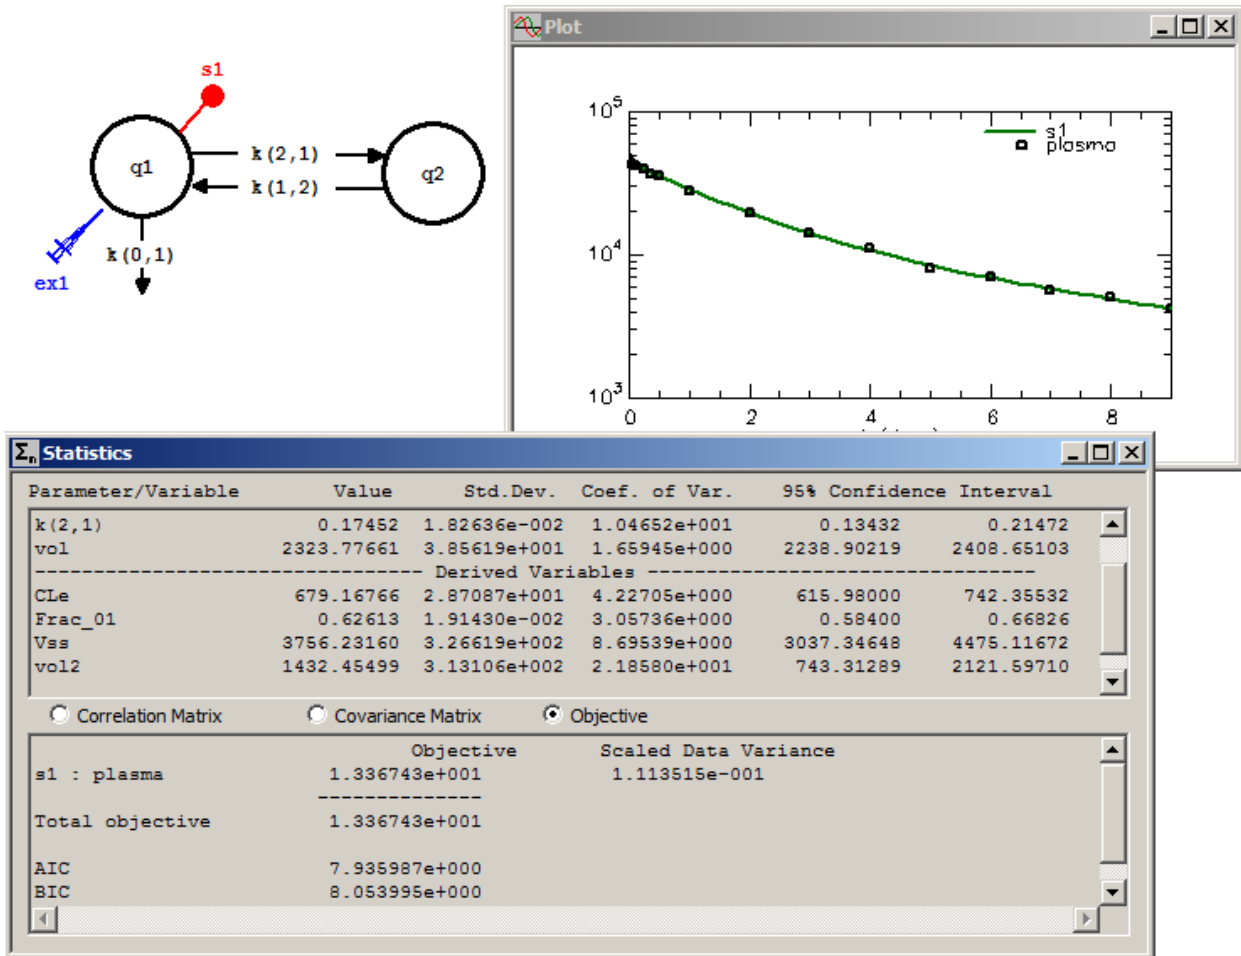 s1
q1
k(2,1)
k(1,2)
q2
k(0,1)
ex1
Plot
10^5
10^4
10^3
s1
plasma
0 2 4 6 8
Statistics
Parameter/Variable Value Std.Dev. Coef. of Var. 95% Confidence Interval
k(2,1) 0.17452 1.82636e-002 1.04652e+001 0.13432 0.21472
vol 2323.77661 3.85619e+001 1.65945e+000 2238.90219 2408.65103
--------------------------------- Derived Variables ---------------------------------
CLe 679.16766 2.87087e+001 4.22705e+000 615.98000 742.35532
Frac_01 0.62613 1.91430e-002 3.05736e+000 0.58400 0.66826
Vss 3756.23160 3.26619e+002 8.69539e+000 3037.34648 4475.11672
vol2 1432.45499 3.13106e+002 2.18580e+001 743.31289 2121.59710
Correlation Matrix Covariance Matrix Objective
Objective Scaled Data Variance
s1 : plasma 1.336743e+001 1.113515e-001
--------------
Total objective 1.336743e+001
AIC 7.935987e+000
BIC 8.053995e+000